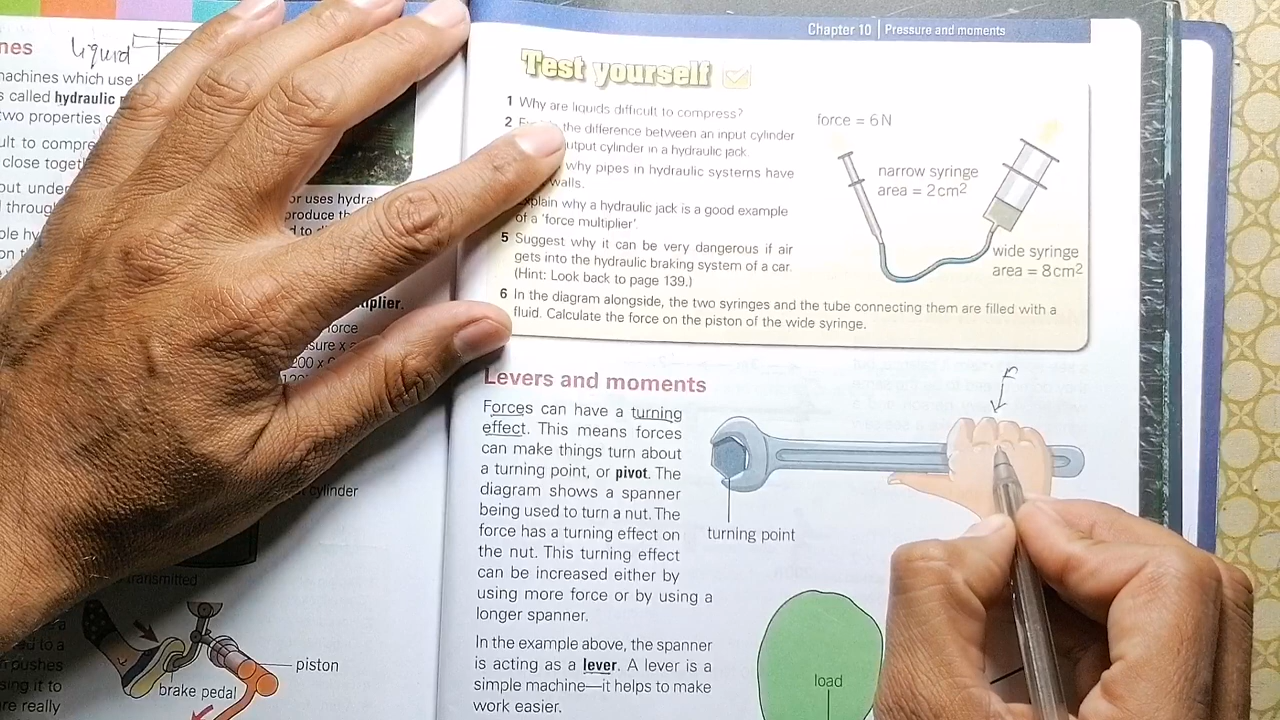 nes
liquid
machines which use
s called hydraulic
two properties
ult to compre
close togeth
out under
through
or uses hydra
produce th
iplier.
force
sure x
200 x
cylinder
transmitted
piston
brake pedal
sing it to
re really
Chapter 10 | Pressure and moments
Test yourself
1 Why are liquids difficult to compress?
2 the difference between an input cylinder
utput cylinder in a hydraulic jack.
why pipes in hydraulic systems have
walls.
xplain why a hydraulic jack is a good example
of a 'force multiplier'.
5 Suggest why it can be very dangerous if air
gets into the hydraulic braking system of a car.
(Hint: Look back to page 139.)
6 In the diagram alongside, the two syringes and the tube connecting them are filled with a
fluid. Calculate the force on the piston of the wide syringe.
force = 6 N
narrow syringe
area = 2 cm²
wide syringe
area = 8 cm²
Levers and moments
Forces can have a turning
effect. This means forces
can make things turn about
a turning point, or pivot. The
diagram shows a spanner
being used to turn a nut. The
force has a turning effect on
the nut. This turning effect
can be increased either by
using more force or by using a
longer spanner.
In the example above, the spanner
is acting as a lever. A lever is a
simple machine—it helps to make
work easier.
F
turning point
load